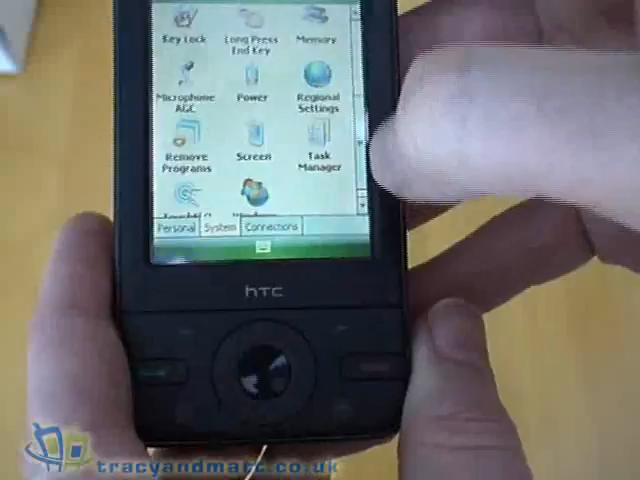 Key Lock
Long Press End Key
Memory
Microphone AGC
Power
Regional Settings
Remove Programs
Screen
Task Manager
Personal
System
Connections
hTC
tracyandmatt.co.uk